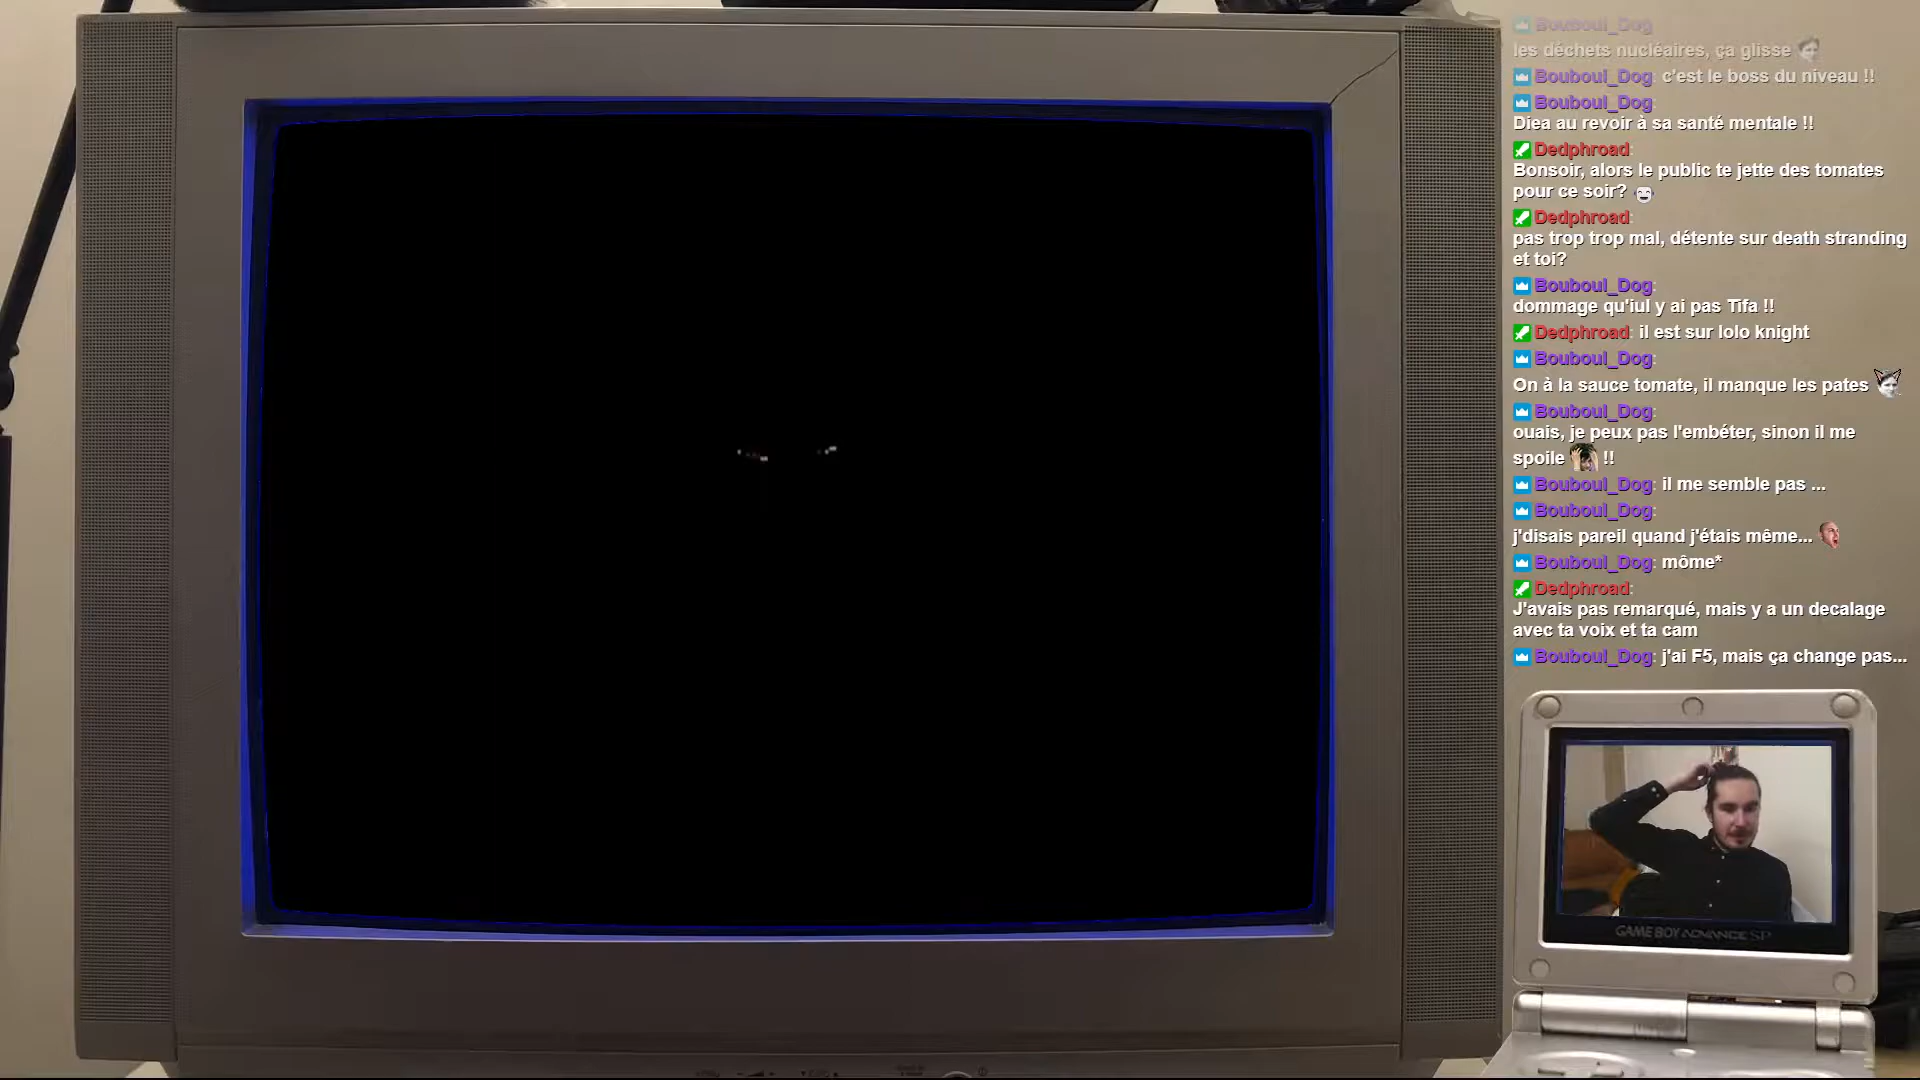 Bouboul_Dog
les déchets nucléaires, ça glisse
Bouboul_Dog: c'est le boss du niveau !!
Bouboul_Dog:
Diea au revoir à sa santé mentale !!
Dedphroad:
Bonsoir, alors le public te jette des tomates
pour ce soir?
Dedphroad:
pas trop trop mal, détente sur death stranding
et toi?
Bouboul_Dog:
dommage qu'iul y ai pas Tifa !!
Dedphroad: il est sur lolo knight
Bouboul_Dog:
On à la sauce tomate, il manque les pates
Bouboul_Dog:
ouais, je peux pas l'embéter, sinon il me
spoile !!
Bouboul_Dog: il me semble pas ...
Bouboul_Dog:
j'disais pareil quand j'étais même...
Bouboul_Dog: môme*
Dedphroad:
J'avais pas remarqué, mais y a un decalage
avec ta voix et ta cam
Bouboul_Dog: j'ai F5, mais ça change pas...
GAME BOY ADVANCE SP